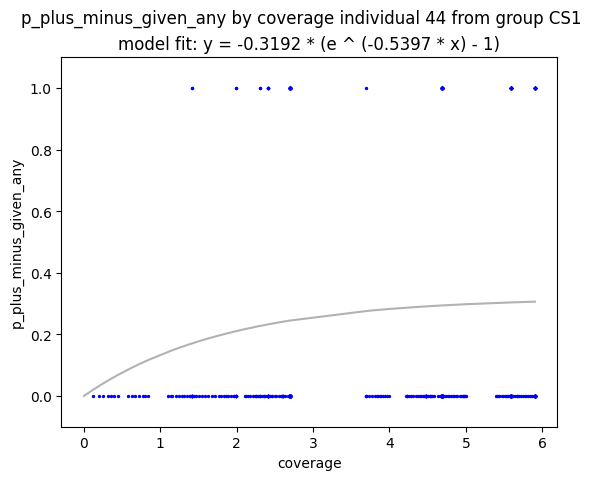 p_plus_minus_given_any by coverage individual 44 from group CS1
model fit: y = -0.3192 * (e ^ (-0.5397 * x) - 1)
1.0
0.8
0.6
0.4
0.2
0.0
p_plus_minus_given_any
0 1 2 3 4 5 6
coverage